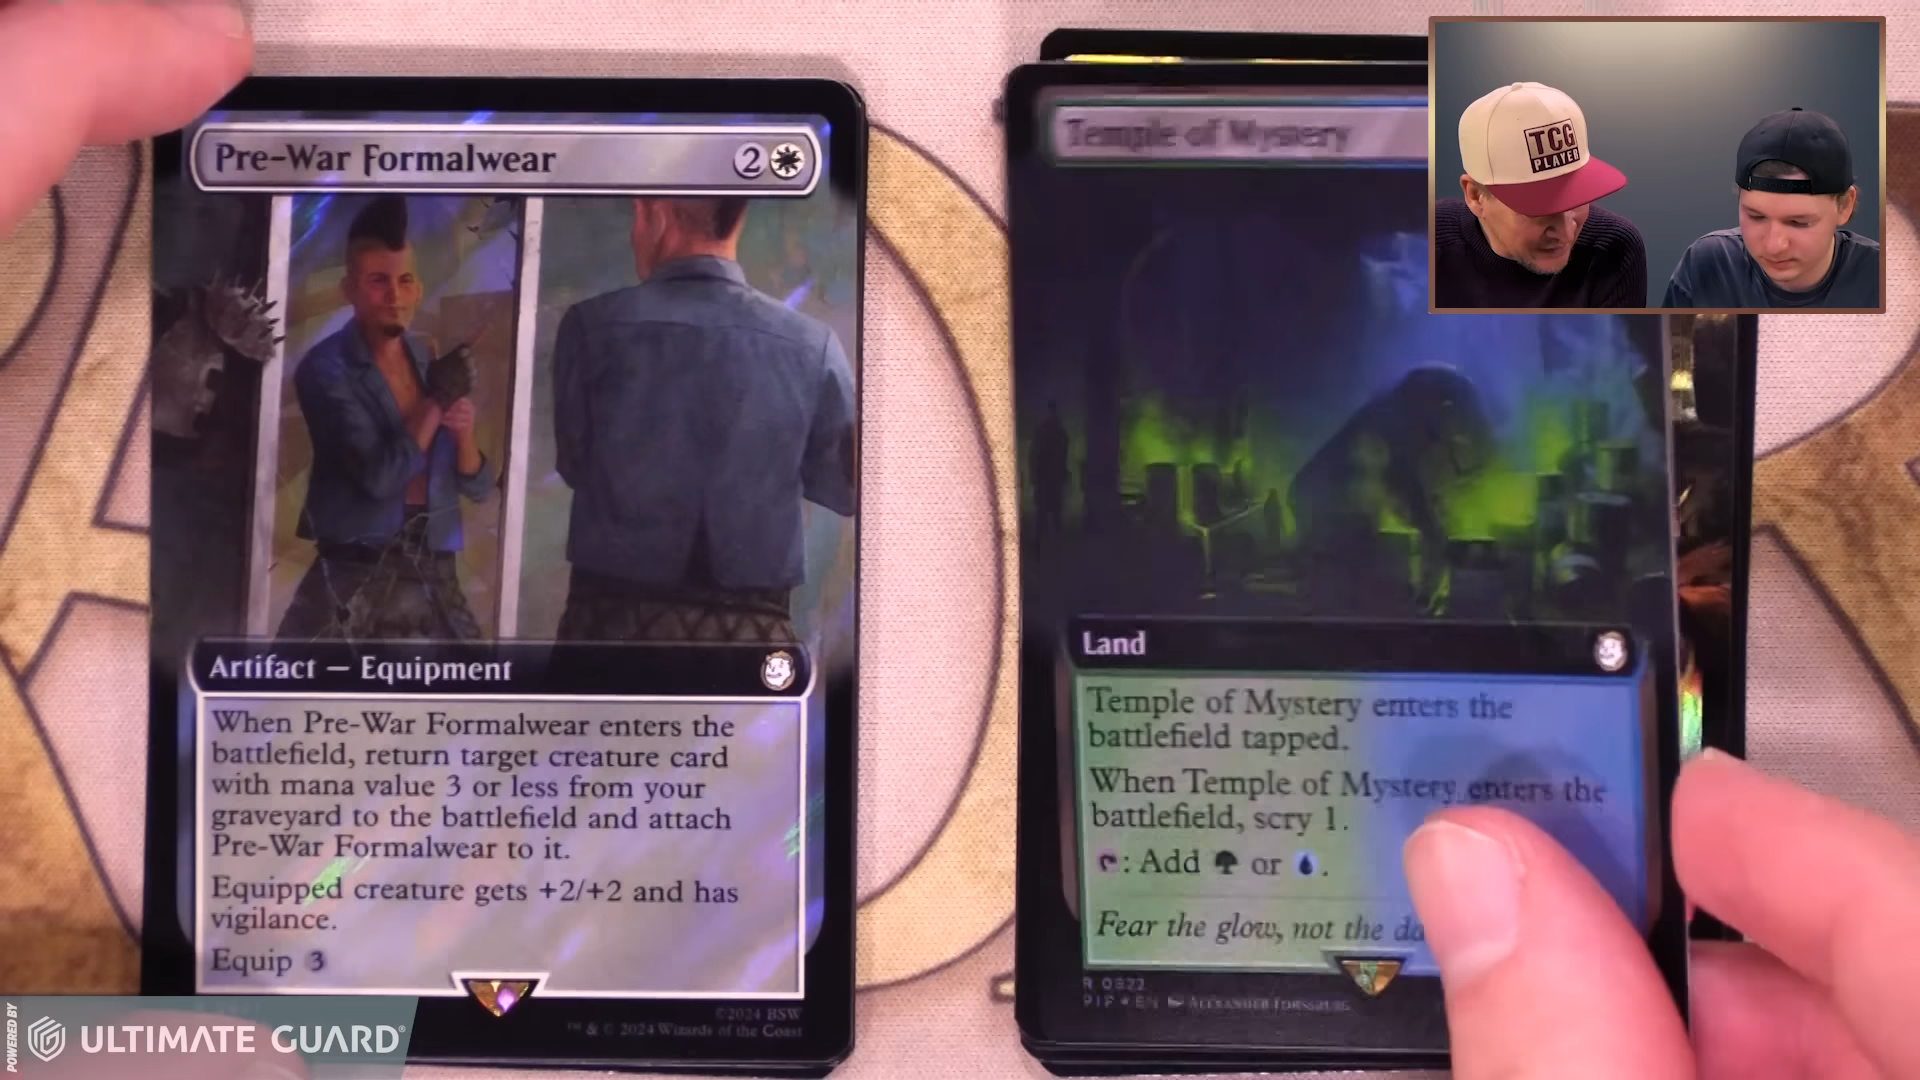 Pre-War Formalwear 2
Artifact — Equipment
When Pre-War Formalwear enters the
battlefield, return target creature card
with mana value 3 or less from your
graveyard to the battlefield and attach
Pre-War Formalwear to it.
Equipped creature gets +2/+2 and has
vigilance.
Equip 3
©2024 BSW
™ & © 2024 Wizards of the Coast
Temple of Mystery
Land
Temple of Mystery enters the
battlefield tapped.
When Temple of Mystery enters the
battlefield, scry 1.
: Add or .
Fear the glow, not the
R 0822
PIP EN
TCG
PLAYER
POWERED BY
ULTIMATE GUARD®